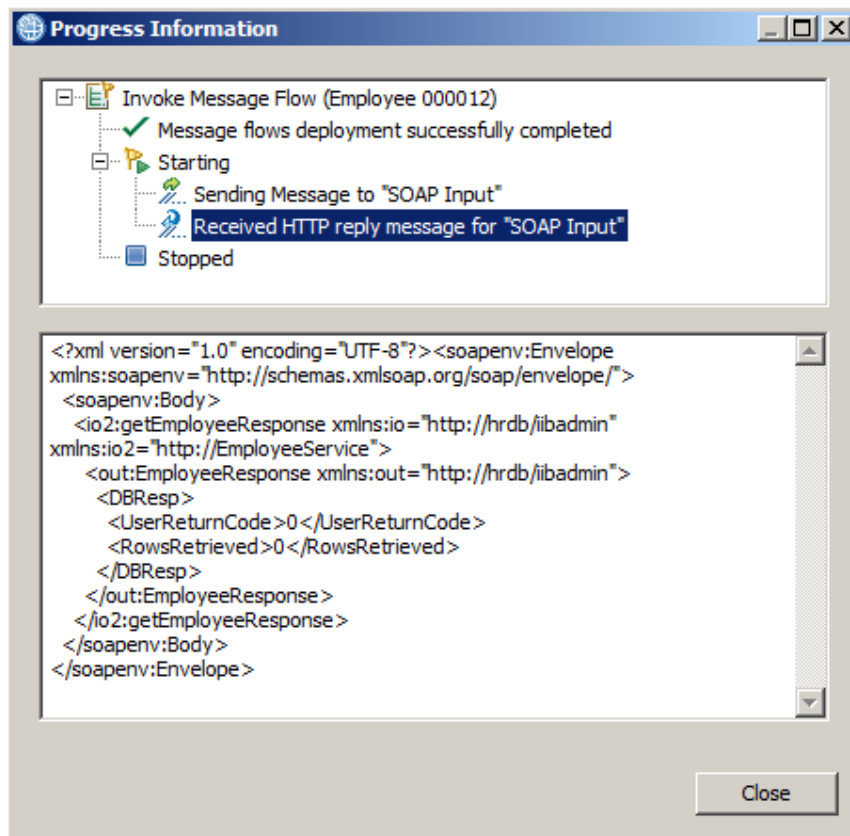 Progress Information
Invoke Message Flow (Employee 000012)
Message flows deployment successfully completed
Starting
Sending Message to "SOAP Input"
Received HTTP reply message for "SOAP Input"
Stopped
<?xml version="1.0" encoding="UTF-8"?><soapenv:Envelope
xmlns:soapenv="http://schemas.xmlsoap.org/soap/envelope/">
<soapenv:Body>
<io2:getEmployeeResponse xmlns:io="http://hrdb/iibadmin"
xmlns:io2="http://EmployeeService">
<out:EmployeeResponse xmlns:out="http://hrdb/iibadmin">
<DBResp>
<UserReturnCode>0</UserReturnCode>
<RowsRetrieved>0</RowsRetrieved>
</DBResp>
</out:EmployeeResponse>
</io2:getEmployeeResponse>
</soapenv:Body>
</soapenv:Envelope>
Close